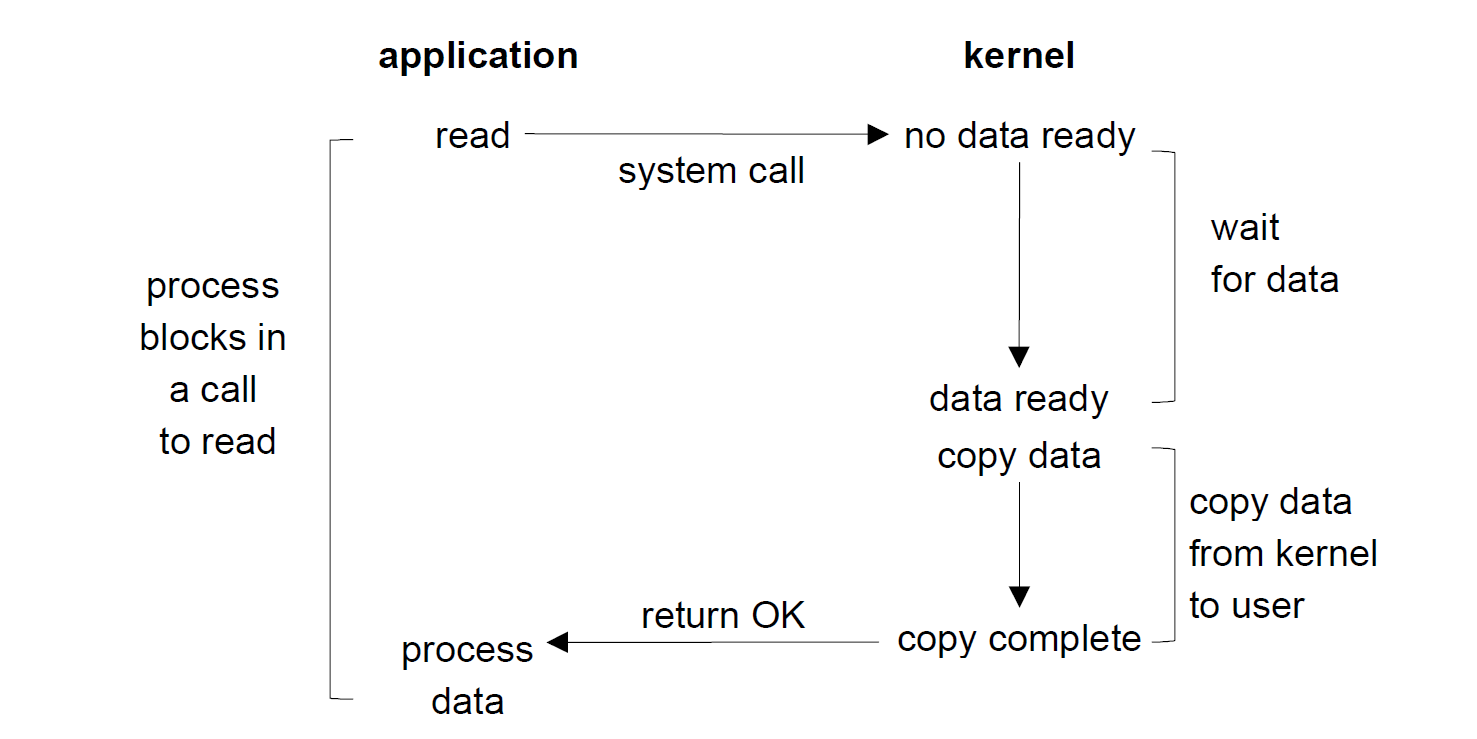 application
kernel
read
no data ready
system call
wait
for data
process
blocks in
a call
to read
data ready
copy data
copy data
from kernel
to user
return OK
copy complete
process
data